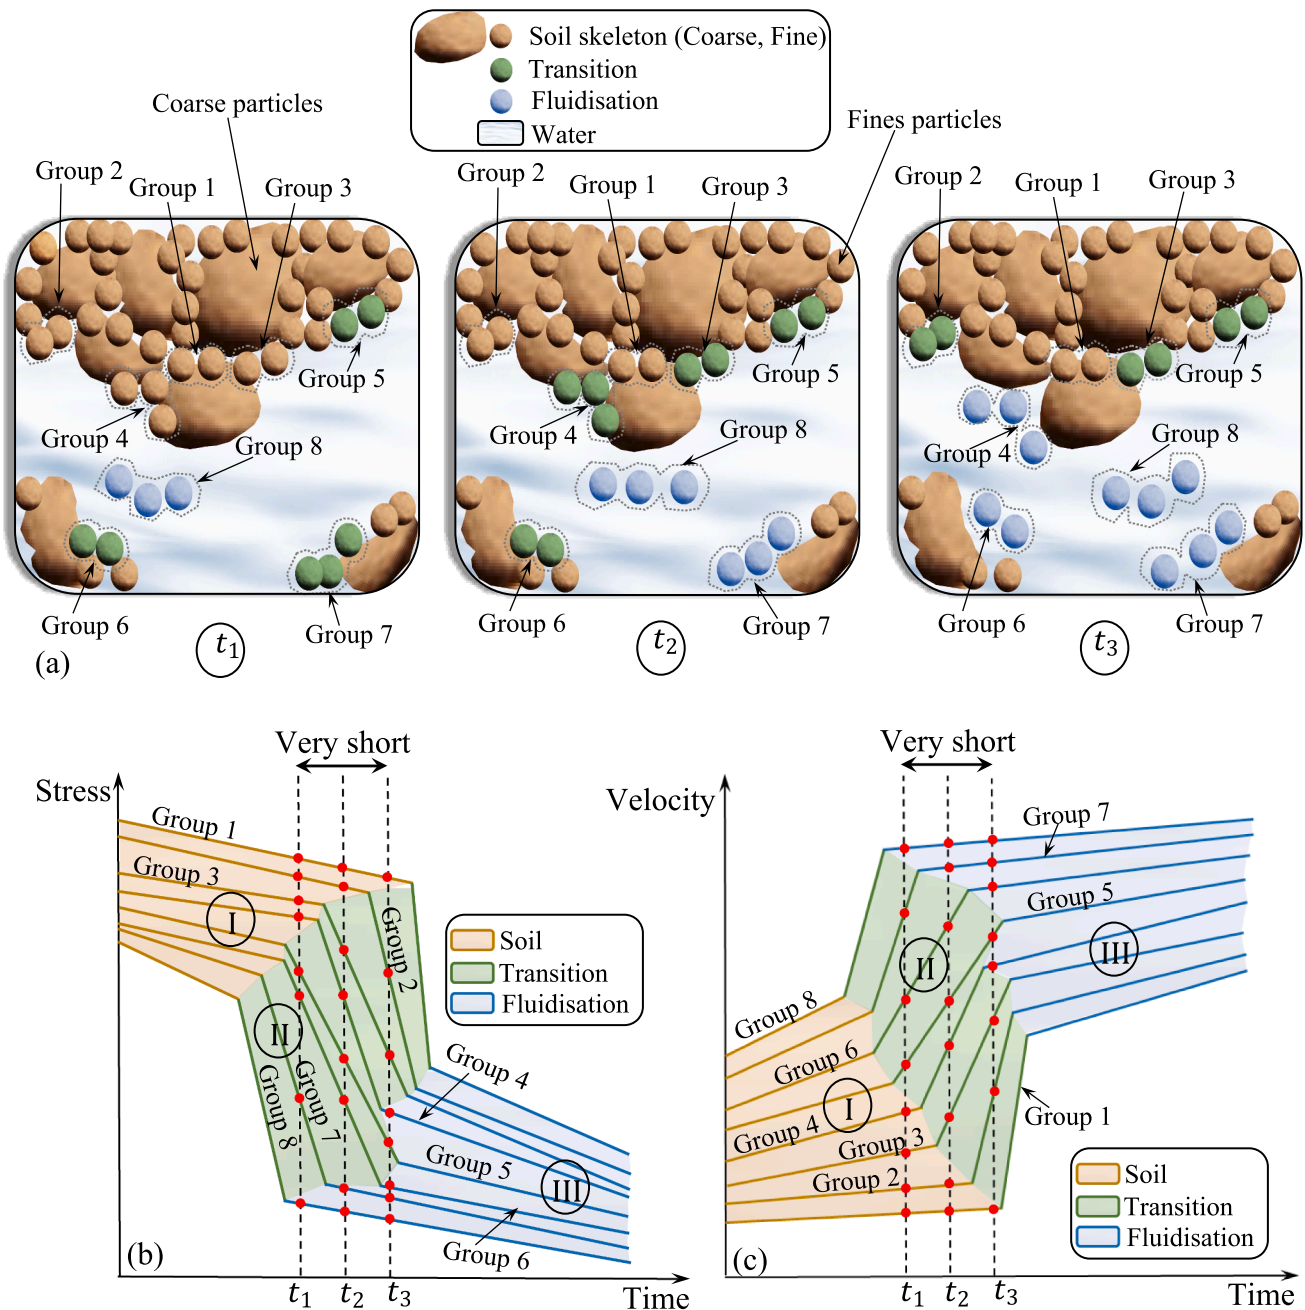 Soil skeleton (Coarse, Fine)
Transition
Fluidisation
Water
Coarse particles
Fines particles
Group 2
Group 1
Group 3
Group 5
Group 4
Group 8
Group 6
Group 7
t1
Group 2
Group 1
Group 3
Group 5
Group 4
Group 8
Group 6
Group 7
t2
Group 2
Group 1
Group 3
Group 5
Group 4
Group 8
Group 6
Group 7
t3
(a)
Very short
Stress
Group 1
Group 3
I
Group 2
Soil
Transition
Fluidisation
II
Group 8
Group 7
Group 4
Group 5
III
Group 6
(b)
t1
t2
t3
Time
Very short
Velocity
Group 7
Group 5
III
II
Group 8
Group 6
I
Group 4
Group 3
Group 2
Group 1
Soil
Transition
Fluidisation
(c)
t1
t2
t3
Time